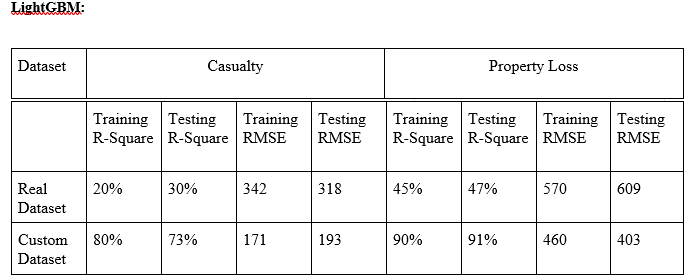 LightGBM:
Dataset Casualty Property Loss
Training Testing Training Testing Training Testing Training Testing
R-Square R-Square RMSE RMSE R-Square R-Square RMSE RMSE
Real 20% 30% 342 318 45% 47% 570 609
Dataset
Custom 80% 73% 171 193 90% 91% 460 403
Dataset